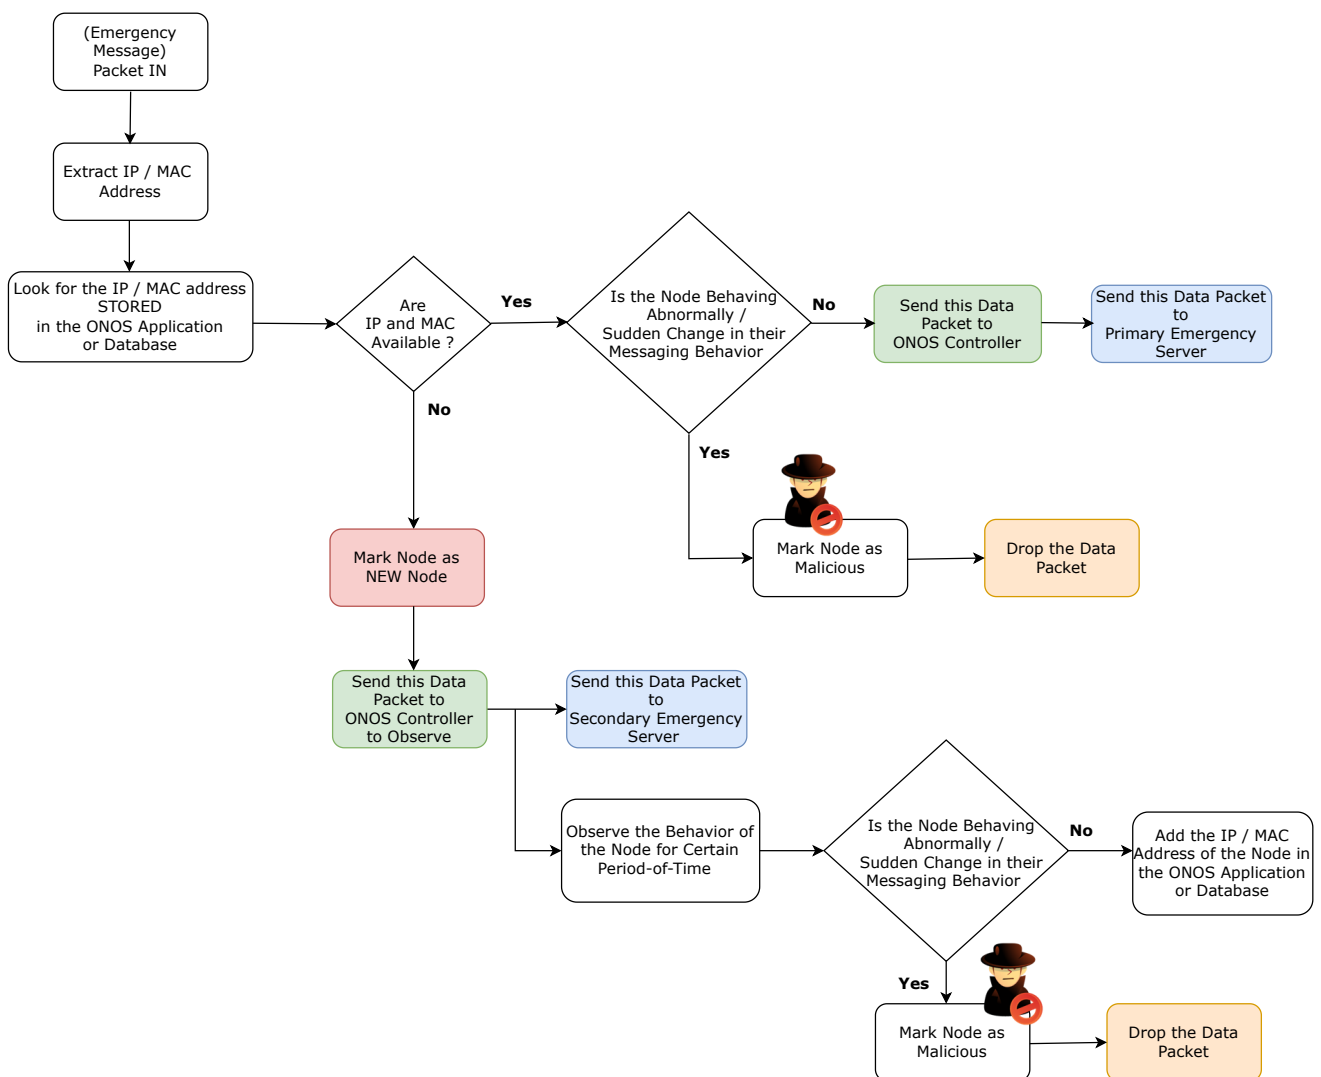 (Emergency
Message)
Packet IN
Extract IP / MAC
Address
Look for the IP / MAC address
STORED
in the ONOS Application
or Database
Are
IP and MAC
Available ?
Yes
No
Is the Node Behaving
Abnormally /
Sudden Change in their
Messaging Behavior
No
Yes
Send this Data
Packet to
ONOS Controller
Send this Data Packet
to
Primary Emergency
Server
Mark Node as
Malicious
Drop the Data
Packet
Mark Node as
NEW Node
Send this Data
Packet to
ONOS Controller
to Observe
Send this Data Packet
to
Secondary Emergency
Server
Observe the Behavior of
the Node for Certain
Period-of-Time
Is the Node Behaving
Abnormally /
Sudden Change in their
Messaging Behavior
No
Add the IP / MAC
Address of the Node in
the ONOS Application
or Database
Yes
Mark Node as
Malicious
Drop the Data
Packet